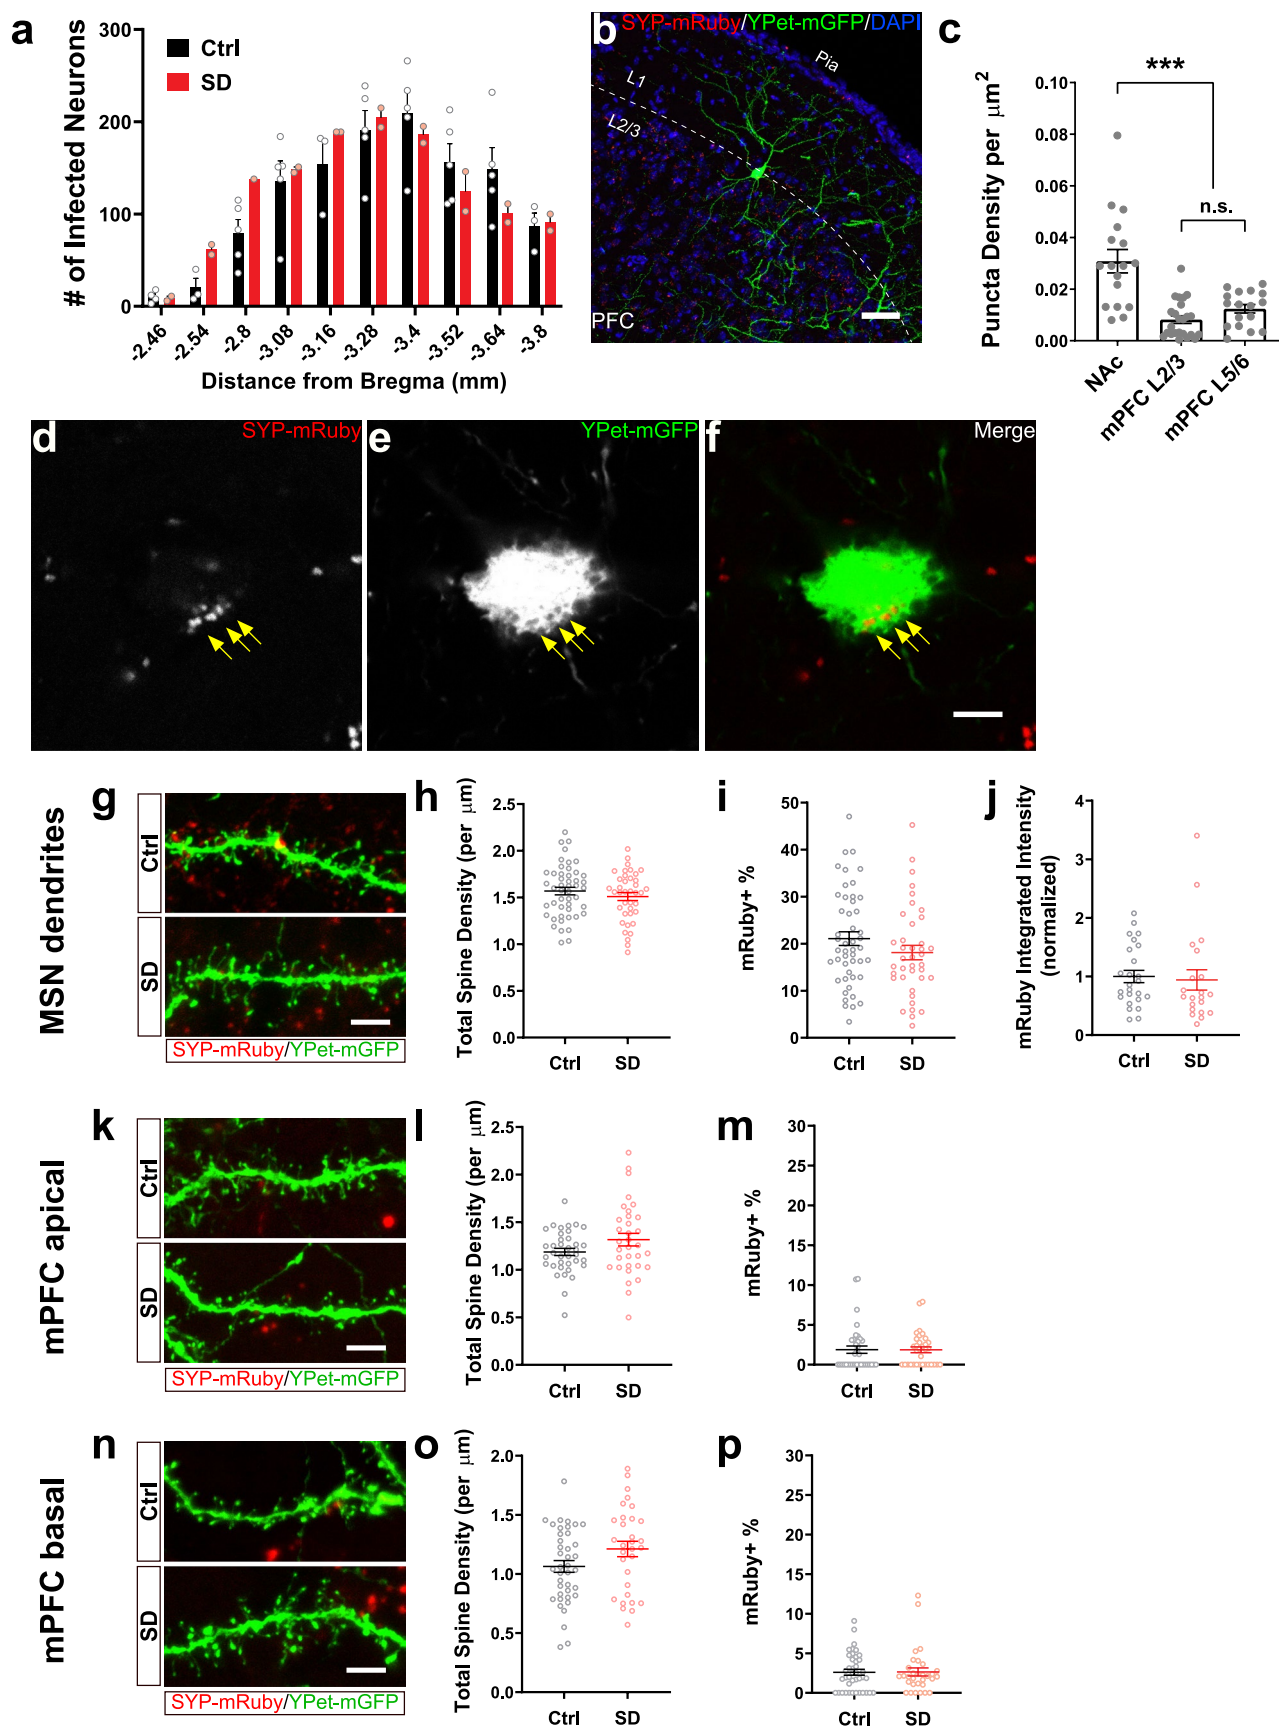 a
# of Infected Neurons
300
200
100
0
Ctrl
SD
-2.46
-2.54
-2.8
-3.08
-3.16
-3.28
-3.4
-3.52
-3.64
-3.8
Distance from Bregma (mm)
b
SYP-mRuby/YPet-mGFP/DAPI
Pia
L1
L2/3
PFC
c
Puncta Density per μm2
***
n.s.
0.10
0.08
0.06
0.04
0.02
0.00
NAc
mPFC L2/3
mPFC L5/6
d
SYP-mRuby
e
YPet-mGFP
f
Merge
MSN dendrites
g
Ctrl
SD
SYP-mRuby/YPet-mGFP
h
Total Spine Density (per μm)
2.5
2.0
1.5
1.0
0.5
0.0
Ctrl
SD
i
mRuby+ %
50
40
30
20
10
0
Ctrl
SD
j
mRuby Integrated Intensity
(normalized)
4
3
2
1
0
Ctrl
SD
mPFC apical
k
Ctrl
SD
SYP-mRuby/YPet-mGFP
l
Total Spine Density (per μm)
2.5
2.0
1.5
1.0
0.5
0.0
Ctrl
SD
m
mRuby+ %
30
25
20
15
10
5
0
Ctrl
SD
mPFC basal
n
Ctrl
SD
SYP-mRuby/YPet-mGFP
o
Total Spine Density (per μm)
2.0
1.5
1.0
0.5
0.0
Ctrl
SD
p
mRuby+ %
30
25
20
15
10
5
0
Ctrl
SD